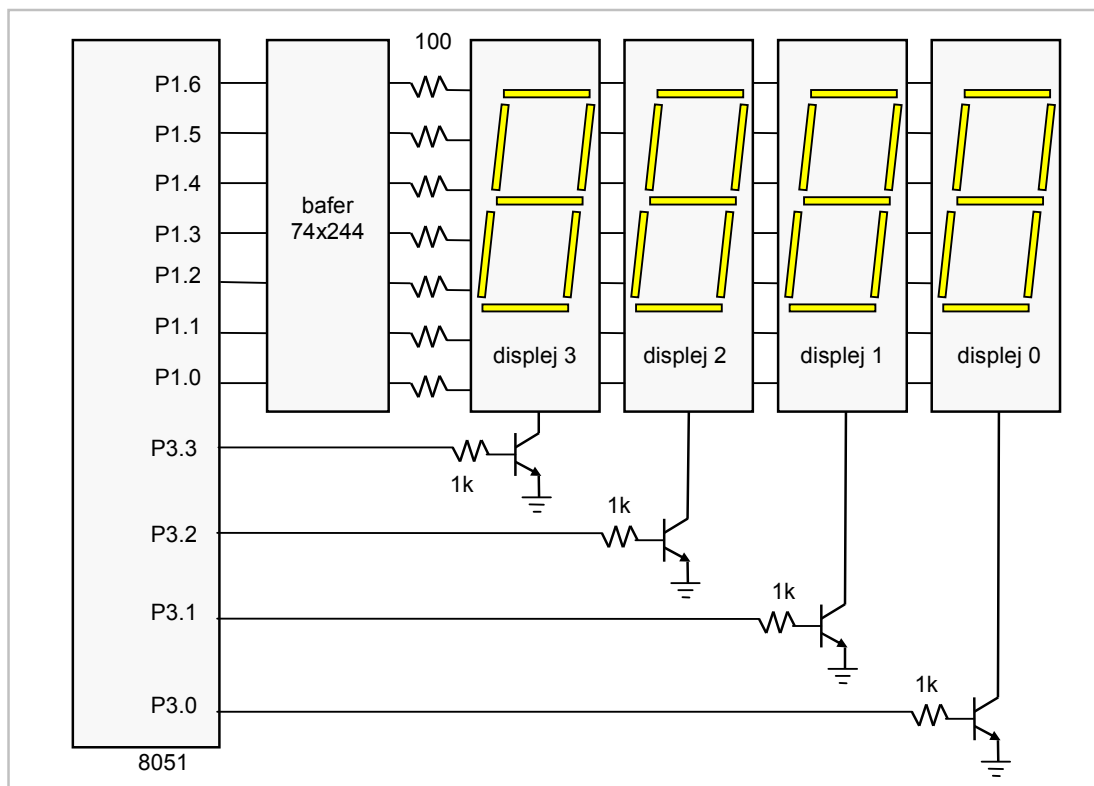 100
P1.6
P1.5
P1.4
P1.3
P1.2
P1.1
P1.0
bafer
74x244
displej 3
displej 2
displej 1
displej 0
P3.3
1k
P3.2
1k
P3.1
1k
P3.0
1k
8051